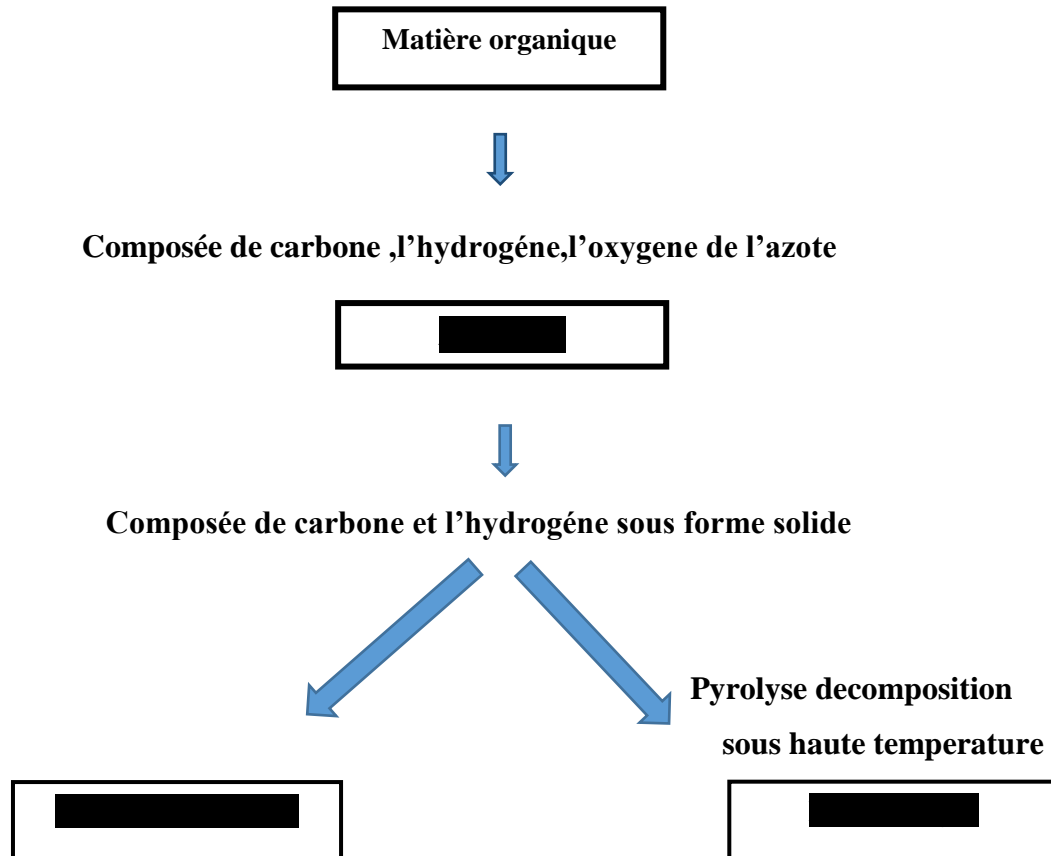 Matière organique
Composée de carbone ,l’hydrogéne,l’oxygene de l’azote
Composée de carbone et l’hydrogéne sous forme solide
Pyrolyse decomposition
sous haute temperature